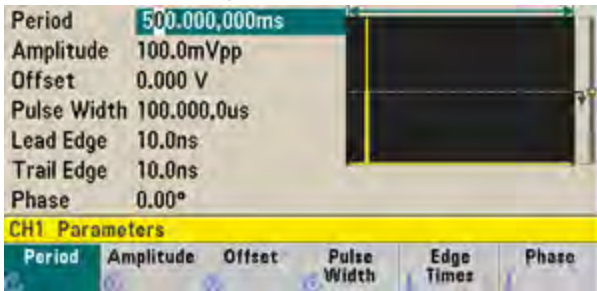 Period 500.000,000ms
Amplitude 100.0mVpp
Offset 0.000 V
Pulse Width 100.000,0us
Lead Edge 10.0ns
Trail Edge 10.0ns
Phase 0.00°
CH1 Parameters
Period Amplitude Offset Pulse Width Edge Times Phase